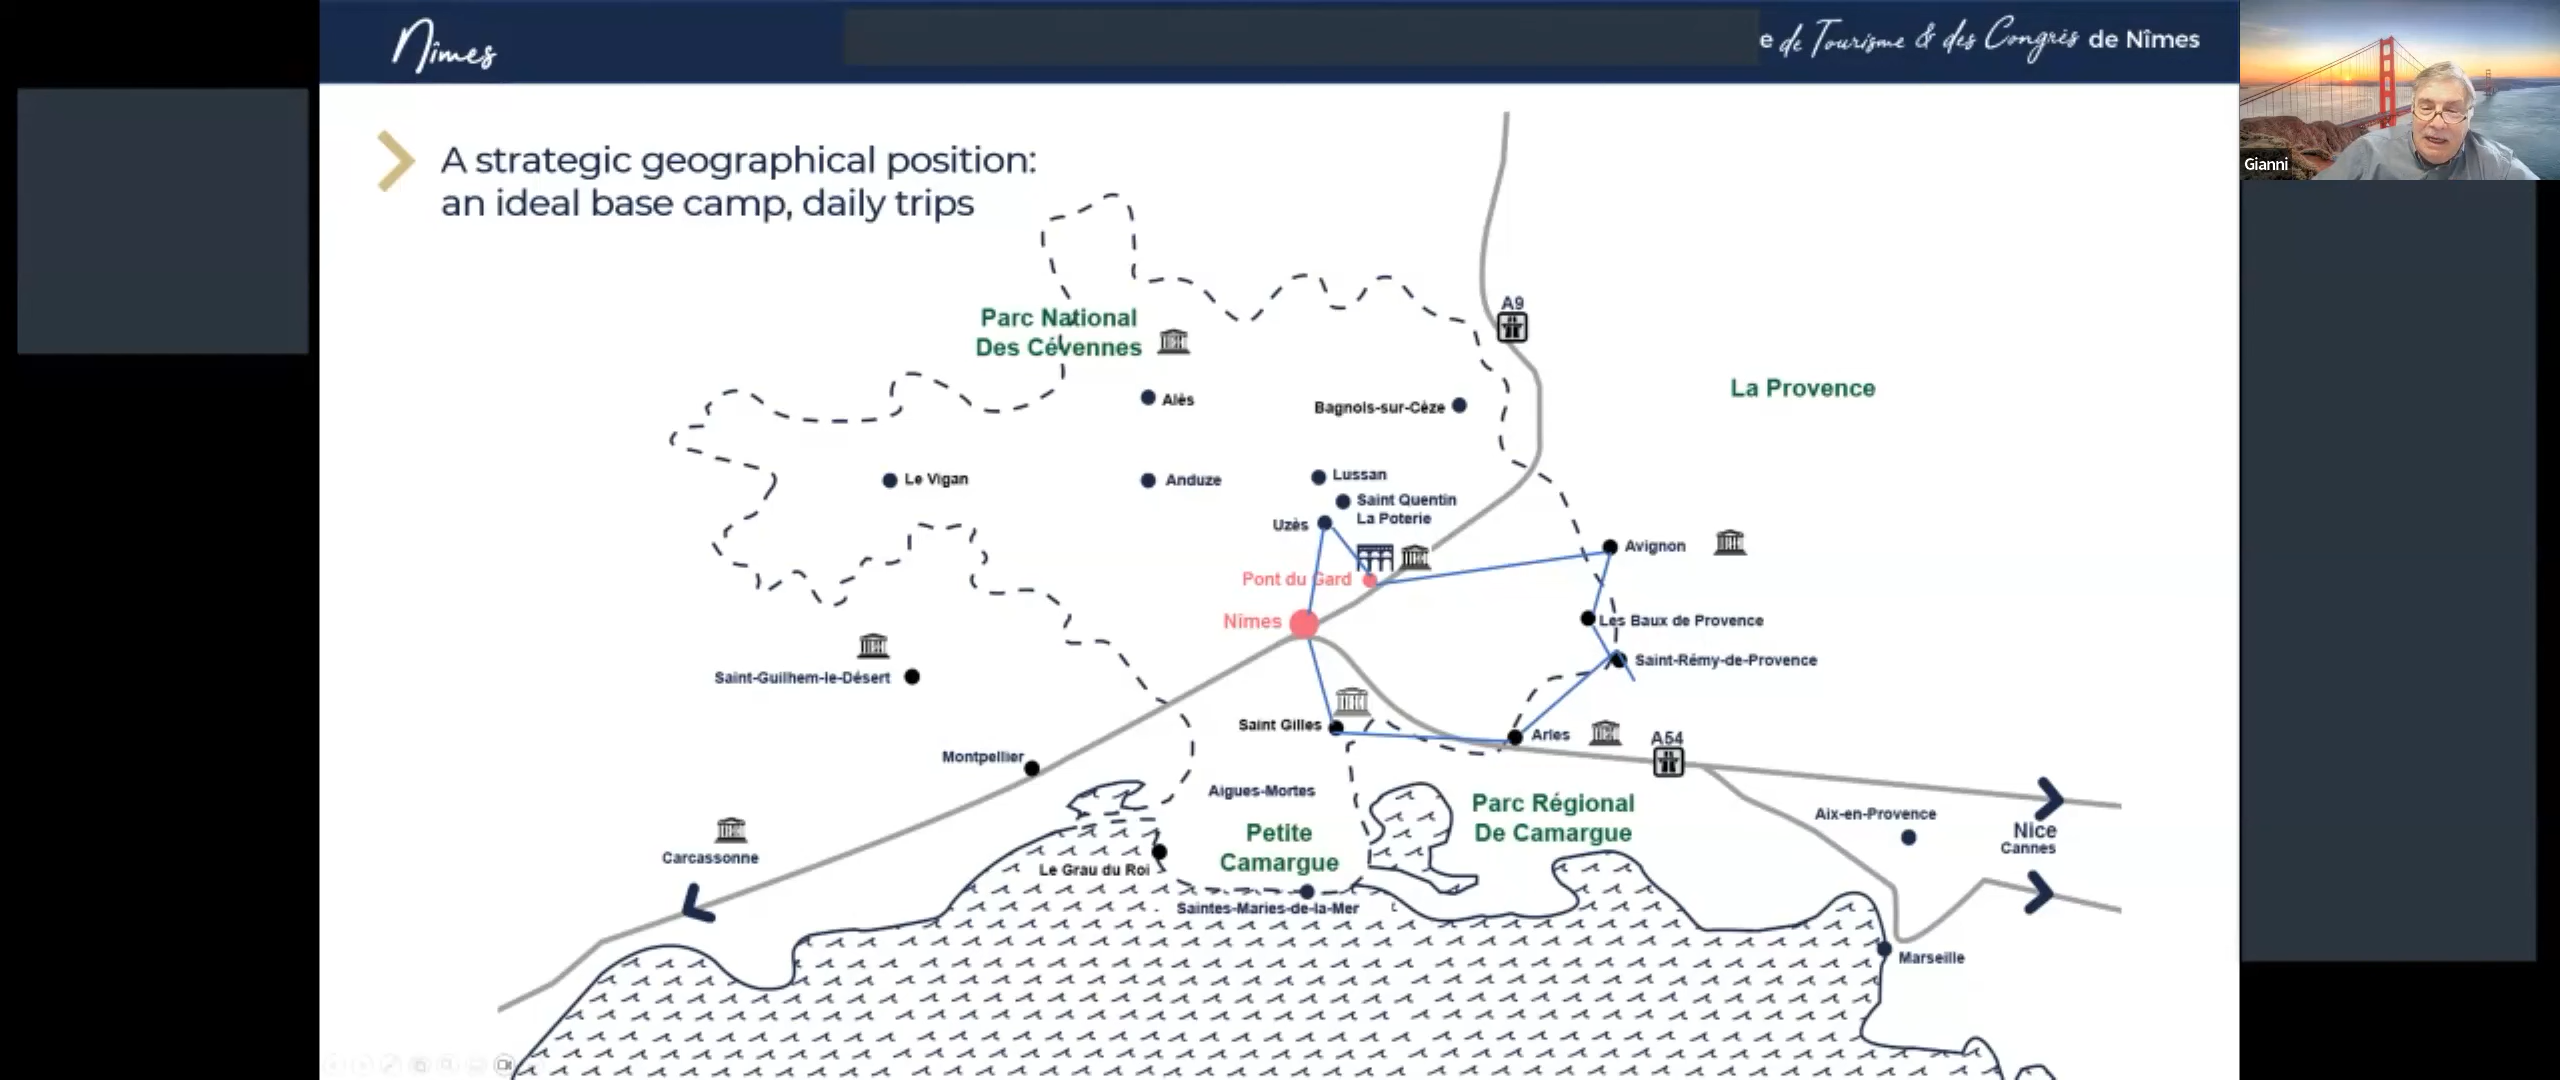 Nîmes
e de Tourisme & des Congrès de Nîmes
Gianni
A strategic geographical position:
an ideal base camp, daily trips
A9
Parc National
Des Cévennes
La Provence
Alès
Bagnols-sur-Cèze
Le Vigan
Anduze
Lussan
Saint Quentin
La Poterie
Uzès
Avignon
Pont du Gard
Nîmes
Les Baux de Provence
Saint-Rémy-de-Provence
Saint-Guilhem-le-Désert
Saint Gilles
Arles
A54
Montpellier
Aigues-Mortes
Parc Régional
De Camargue
Petite
Camargue
Aix-en-Provence
Nice
Cannes
Carcassonne
Le Grau du Roi
Saintes-Maries-de-la-Mer
Marseille